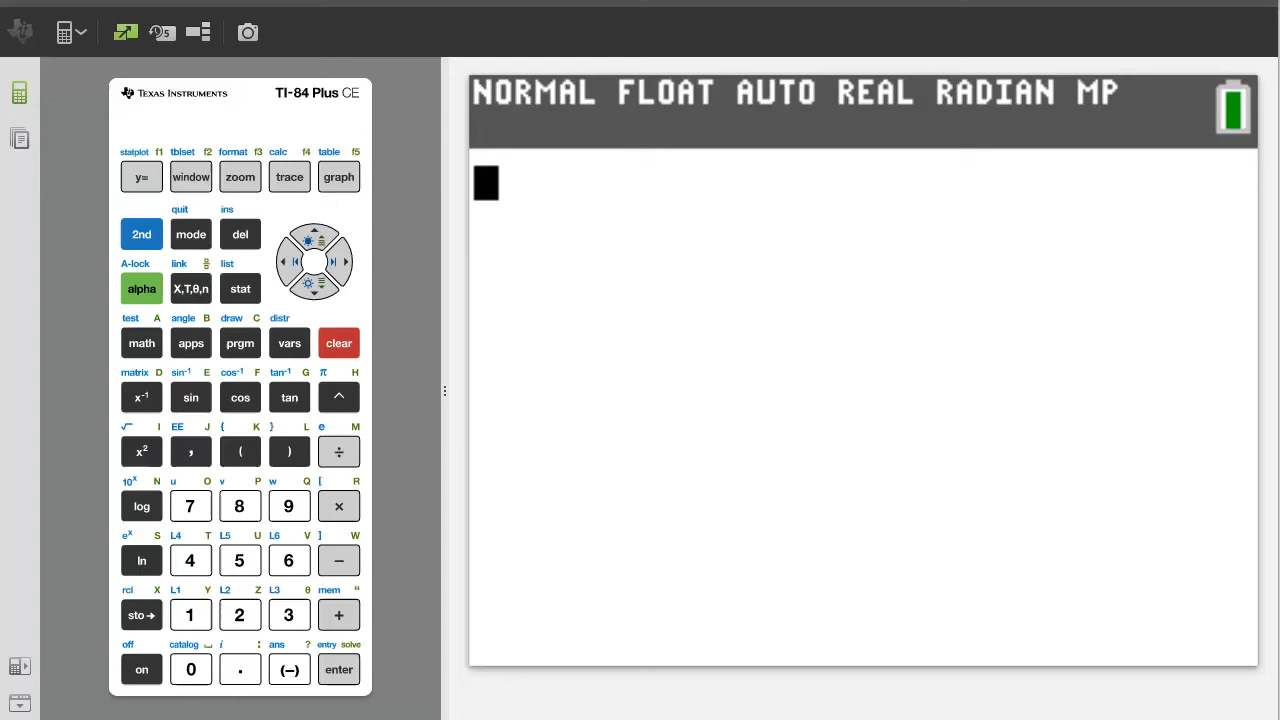 5
NORMAL FLOAT AUTO REAL RADIAN MP
TEXAS INSTRUMENTS TI-84 Plus CE
statplot f1 tblset f2 format f3 calc f4 table f5
y= window zoom trace graph
quit ins
2nd mode del
A-lock link list
alpha X,T,θ,n stat
test A angle B draw C distr
math apps prgm vars clear
matrix D sin⁻¹ E cos⁻¹ F tan⁻¹ G π H
x⁻¹ sin cos tan ^
√ I EE J { K } L e M
x² , ( ) ÷
10ˣ N u O v P w Q [ R
log 7 8 9 ×
eˣ S L4 T L5 U L6 V ] W
ln 4 5 6 −
rcl X L1 Y L2 Z L3 θ mem “
sto→ 1 2 3 +
off catalog ⎵ i : ans ? entry solve
on 0 . (−) enter